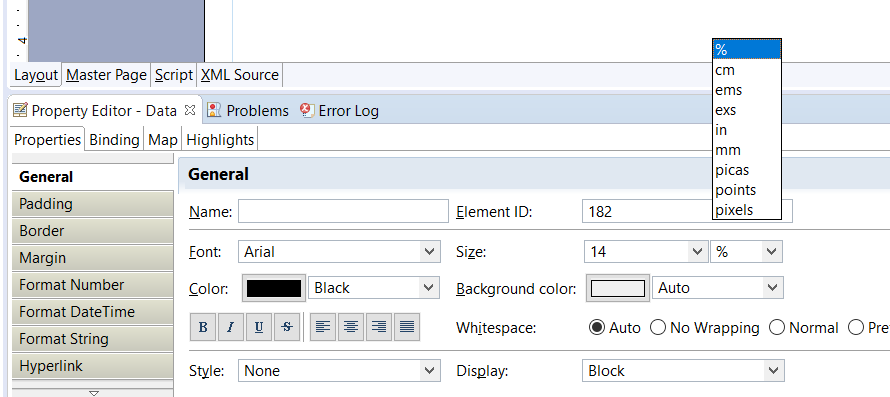 4
%
cm
ems
exs
in
mm
picas
points
pixels
Layout Master Page Script XML Source
Property Editor - Data Problems Error Log
Properties Binding Map Highlights
General
Padding
Border
Margin
Format Number
Format DateTime
Format String
Hyperlink
General
Name: Element ID: 182
Font: Arial Size: 14 %
Color: Black Background color: Auto
B I U S Whitespace: Auto No Wrapping Normal Pre
Style: None Display: Block